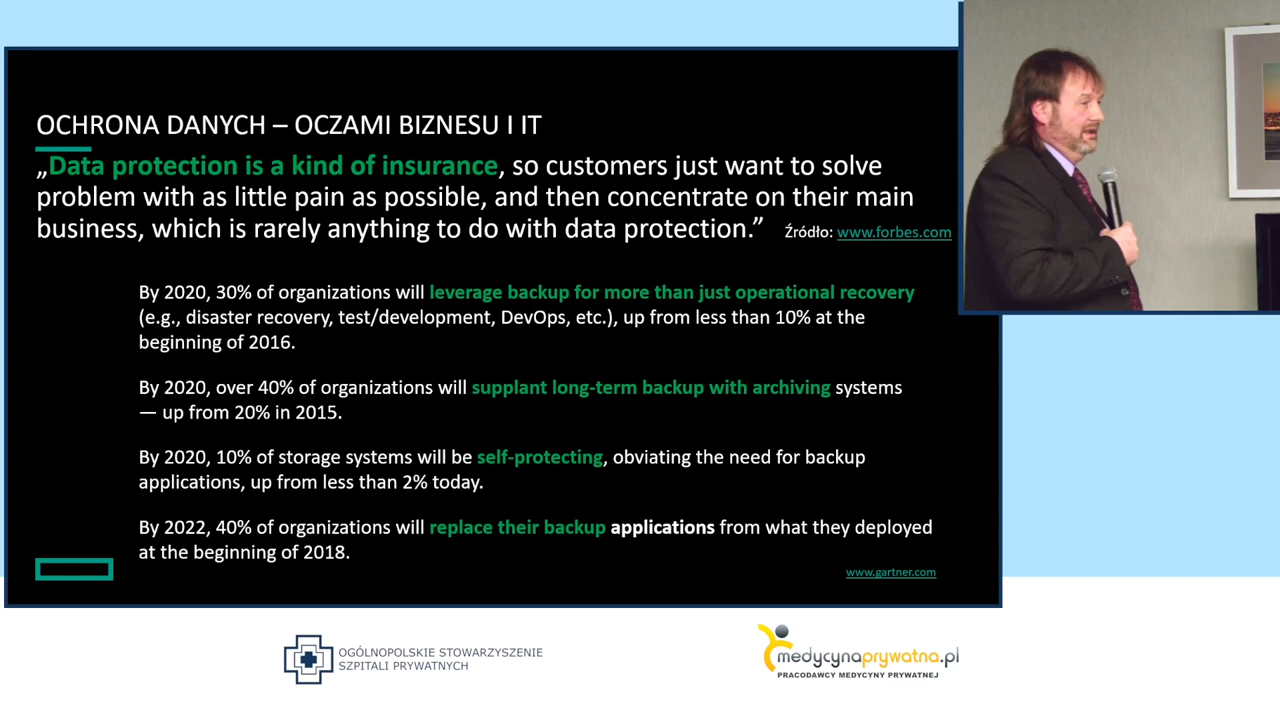 OCHRONA DANYCH – OCZAMI BIZNESU I IT
„Data protection is a kind of insurance, so customers just want to solve
problem with as little pain as possible, and then concentrate on their main
business, which is rarely anything to do with data protection.” Źródło: www.forbes.com
By 2020, 30% of organizations will leverage backup for more than just operational recovery
(e.g., disaster recovery, test/development, DevOps, etc.), up from less than 10% at the
beginning of 2016.
By 2020, over 40% of organizations will supplant long-term backup with archiving systems
— up from 20% in 2015.
By 2020, 10% of storage systems will be self-protecting, obviating the need for backup
applications, up from less than 2% today.
By 2022, 40% of organizations will replace their backup applications from what they deployed
at the beginning of 2018.
www.gartner.com
OGÓLNOPOLSKIE STOWARZYSZENIE
SZPITALI PRYWATNYCH
medycynaprywatna.pl
PRACODAWCY MEDYCYNY PRYWATNEJ